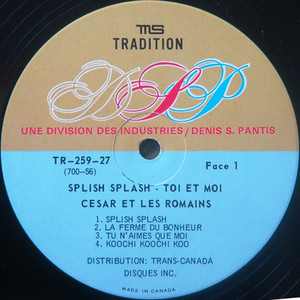 MS
TRADITION
DSP
UNE DIVISION DES INDUSTRIES / DENIS S. PANTIS
TR-259-27
(700-56)
Face 1
SPLISH SPLASH - TOI ET MOI
CESAR ET LES ROMAINS
1. SPLISH SPLASH
2. LA FERME DU BONHEUR
3. TU N'AIMES QUE MOI
4. KOOCHI KOOCHI KOO
DISTRIBUTION: TRANS-CANADA
DISQUES INC.
MADE IN CANADA